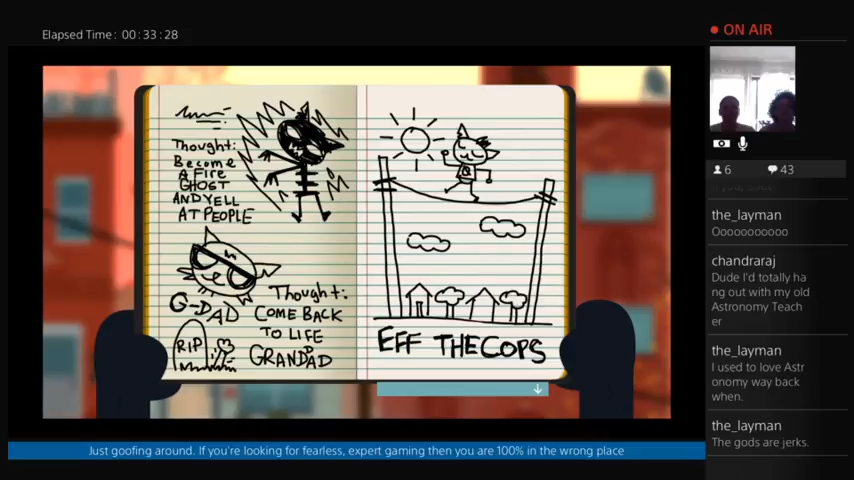 Elapsed Time : 00:33:28
ON AIR
Thought:
Become
A Fire
GHOST
AND YELL
AT PEOPLE
G-DAD
RIP
Thought:
COME BACK
TO LIFE
GRANDDAD
EFF THE COPS
6
43
the_layman
Oooooooooo
chandraraj
Dude I'd totally ha
ng out with my old
Astronomy Teach
er
the_layman
I used to love Astr
onomy way back
when.
the_layman
The gods are jerks.
Just goofing around. If you're looking for fearless, expert gaming then you are 100% in the wrong place